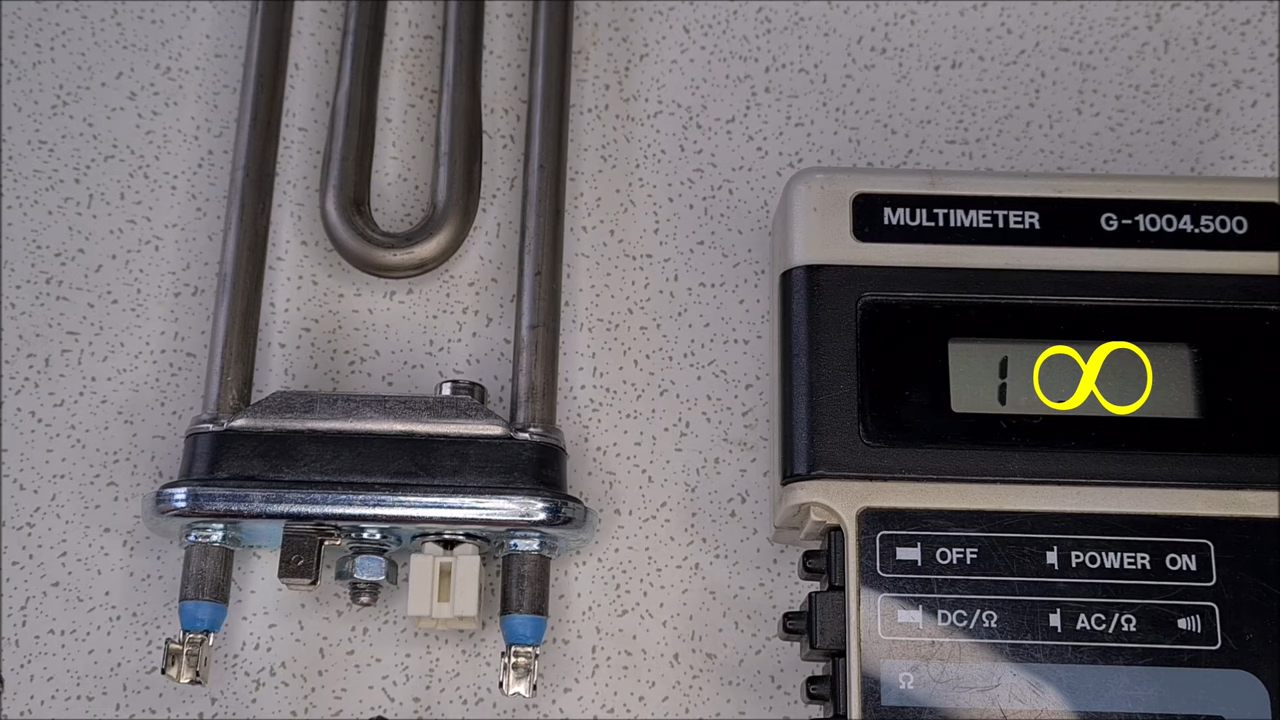 MULTIMETER G-1004.500
1 ∞
OFF POWER ON
DC/Ω AC/Ω
Ω